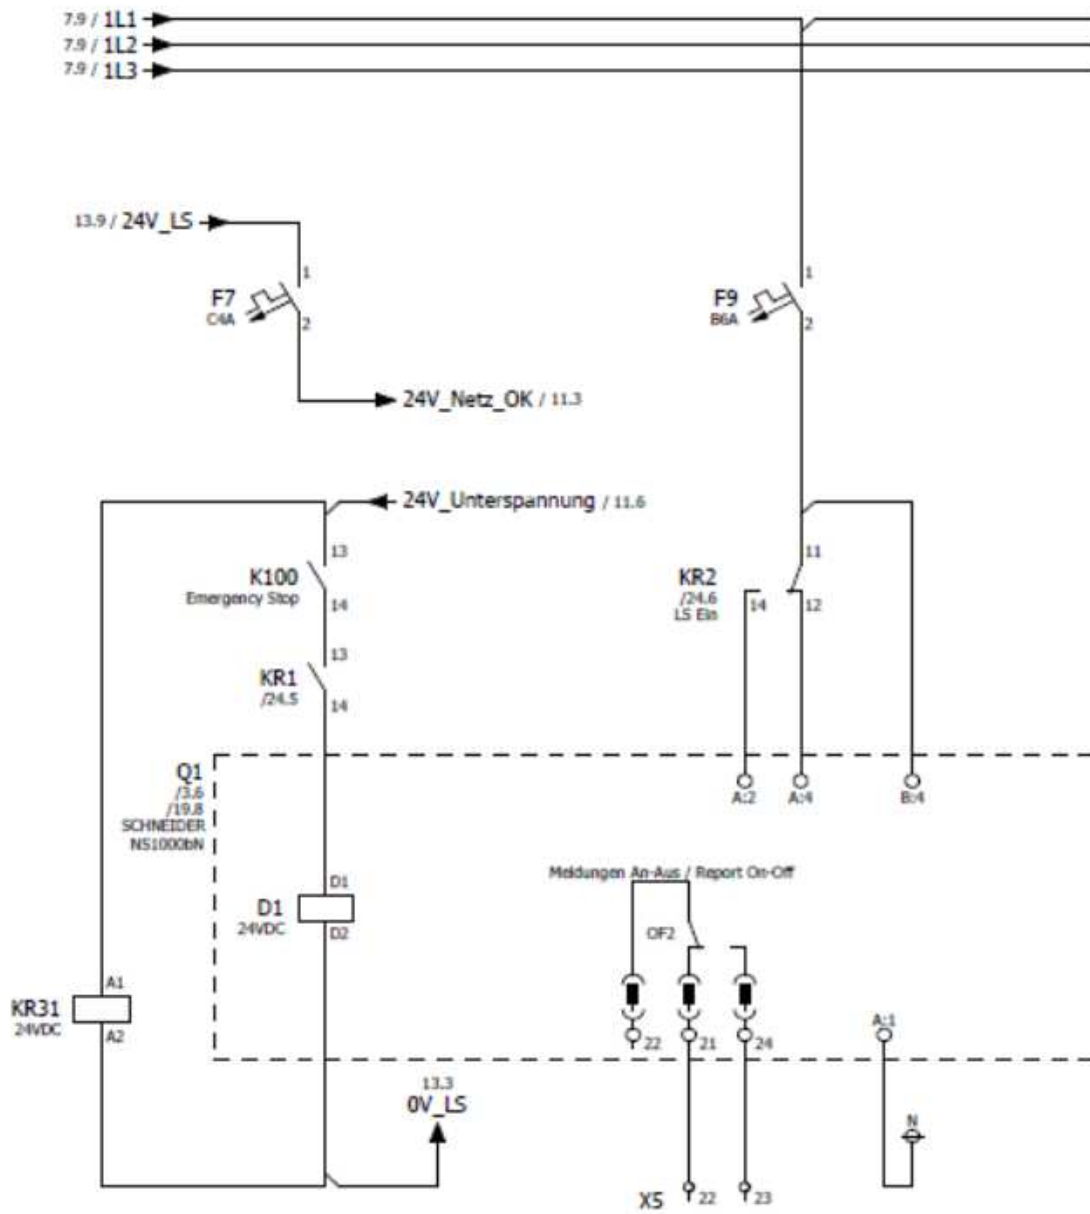 7.9 / 1L1
7.9 / 1L2
7.9 / 1L3
13.9 / 24V_LS
1
F7
C4A
2
1
F9
B6A
2
24V_Netz_OK / 11.3
24V_Unterspannung / 11.6
13
K100
Emergency Stop
14
11
KR2
/24.6
LS Ein
14
12
13
KR1
/24.5
14
Q1
/3.6
/19.8
SCHNEIDER
NS1000bN
A:2
A:4
B:4
D1
D1
24VDC
D2
Meldungen An-Aus / Report On-Off
OF2
A1
KR31
24VDC
A2
22
21
24
A:1
13.3
0V_LS
N
X5
22
23